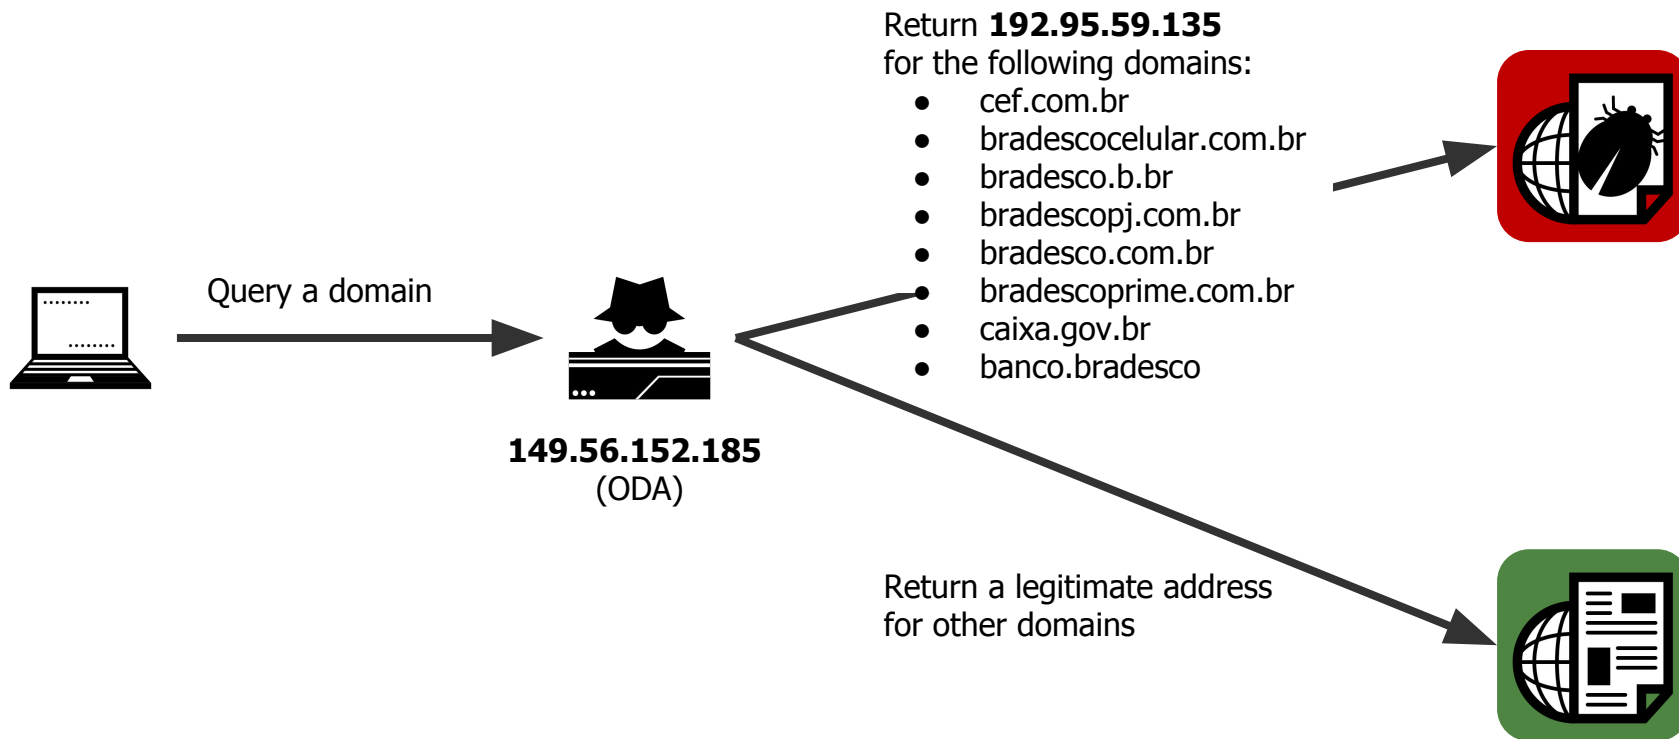 Return 192.95.59.135
for the following domains:
● cef.com.br
● bradescocelular.com.br
● bradesco.b.br
● bradescopj.com.br
● bradesco.com.br
● bradescoprime.com.br
● caixa.gov.br
● banco.bradesco
Query a domain
149.56.152.185
(ODA)
Return a legitimate address
for other domains